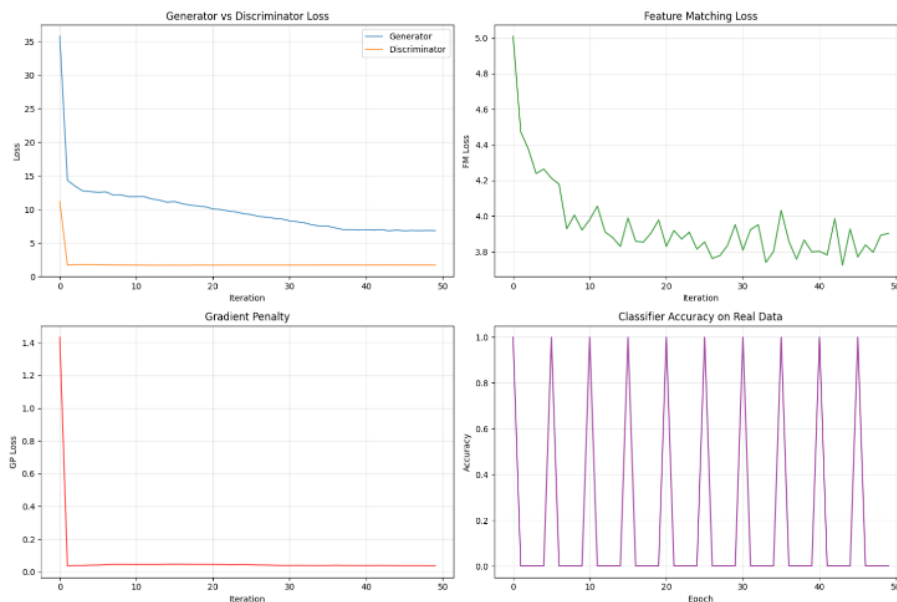 Generator vs Discriminator Loss
Generator
Discriminator
35
30
25
20
15
10
5
0
Loss
0 10 20 30 40 50
Iteration
Feature Matching Loss
5.0
4.8
4.6
4.4
4.2
4.0
3.8
FM Loss
0 10 20 30 40 50
Iteration
Gradient Penalty
1.4
1.2
1.0
0.8
0.6
0.4
0.2
0.0
GP Loss
0 10 20 30 40 50
Iteration
Classifier Accuracy on Real Data
1.0
0.8
0.6
0.4
0.2
0.0
Accuracy
0 10 20 30 40 50
Epoch